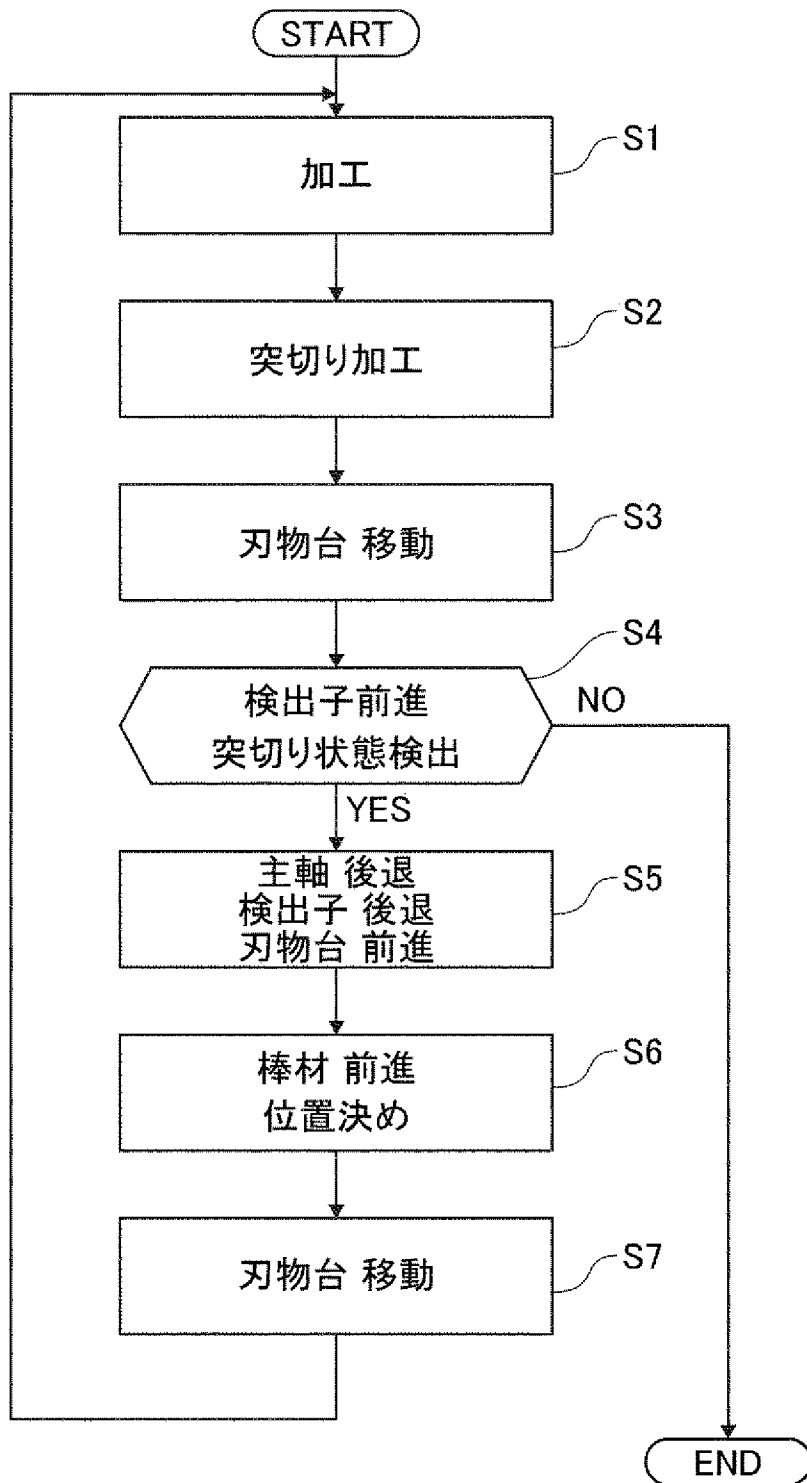 START
加工
S1
突切り加工
S2
刃物台 移動
S3
検出子前進
突切り状態検出
S4
NO
YES
主軸 後退
検出子 後退
刃物台 前進
S5
棒材 前進
位置決め
S6
刃物台 移動
S7
END